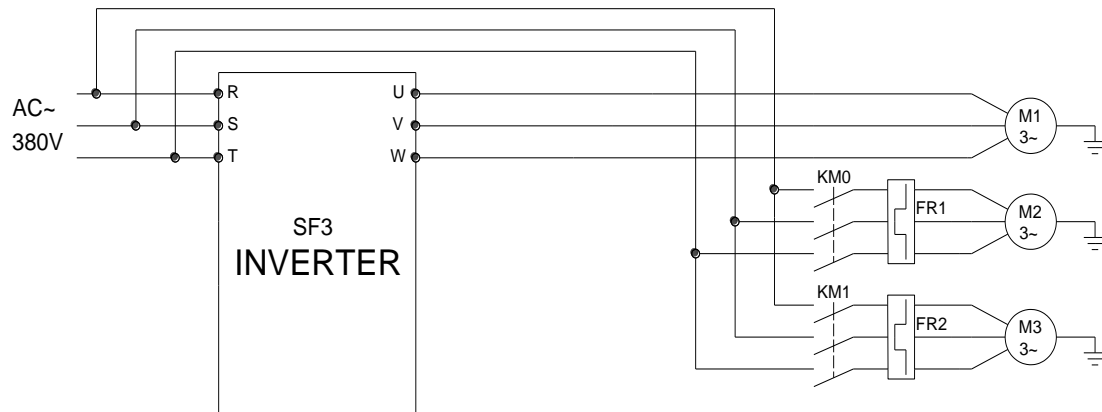 AC~
380V
R
S
T
U
V
W
SF3
INVERTER
M1
3~
KM0
FR1
M2
3~
KM1
FR2
M3
3~